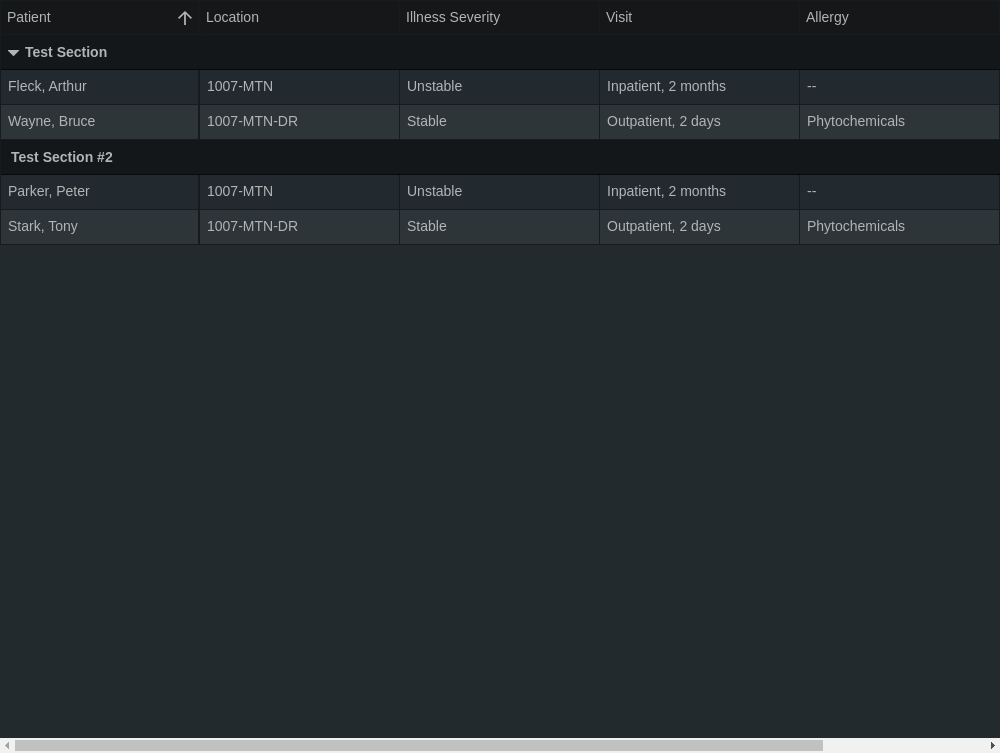 Patient Location Illness Severity Visit Allergy
Test Section
Fleck, Arthur 1007-MTN Unstable Inpatient, 2 months --
Wayne, Bruce 1007-MTN-DR Stable Outpatient, 2 days Phytochemicals
Test Section #2
Parker, Peter 1007-MTN Unstable Inpatient, 2 months --
Stark, Tony 1007-MTN-DR Stable Outpatient, 2 days Phytochemicals